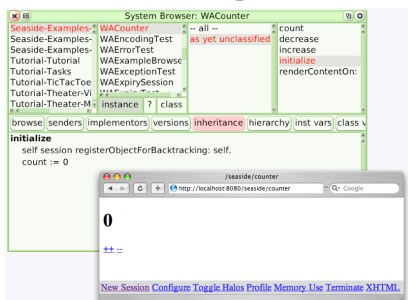 System Browser: WACounter
Seaside-Examples-
Seaside-Examples-
Seaside-Examples-
Tutorial-Tutorial
Tutorial-Tasks
Tutorial-TicTacToe
Tutorial-Theater-Vi
Tutorial-Theater-M
WACounter
WAEncodingTest
WAErrorTest
WAExampleBrowse
WAExceptionTest
WAExpirySession
instance ? class
-- all --
as yet unclassified
count
decrease
increase
initialize
renderContentOn:
browse senders implementors versions inheritance hierarchy inst vars class v
initialize
self session registerObjectForBacktracking: self.
count := 0
/seaside/counter
http://localhost:8080/seaside/counter
Q- Google
0
++ --
New Session Configure Toggle Halos Profile Memory Use Terminate XHTML